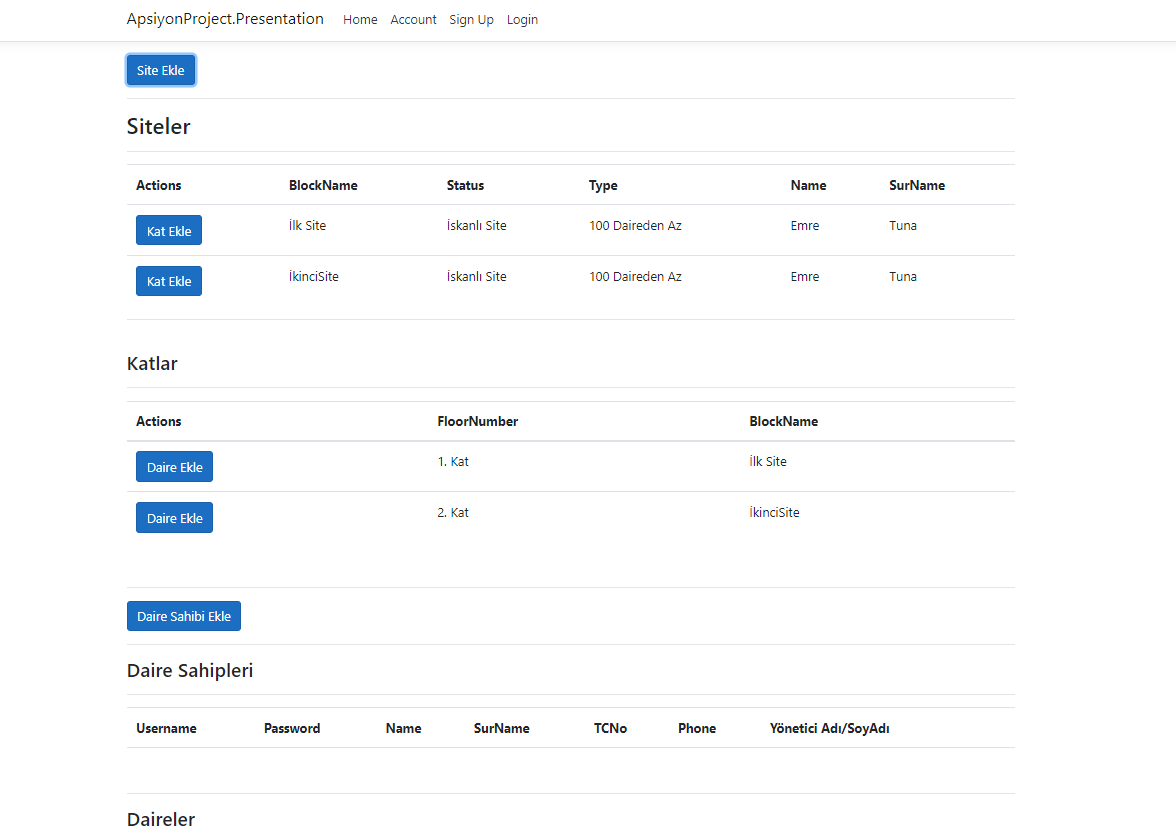 ApsiyonProject.Presentation Home Account Sign Up Login
Site Ekle
Siteler
Actions BlockName Status Type Name SurName
Kat Ekle İlk Site İskanlı Site 100 Daireden Az Emre Tuna
Kat Ekle İkinciSite İskanlı Site 100 Daireden Az Emre Tuna
Katlar
Actions FloorNumber BlockName
Daire Ekle 1. Kat İlk Site
Daire Ekle 2. Kat İkinciSite
Daire Sahibi Ekle
Daire Sahipleri
Username Password Name SurName TCNo Phone Yönetici Adı/SoyAdı
Daireler